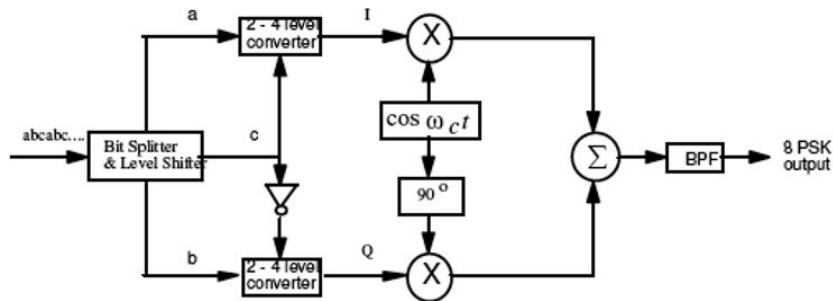 a
2 - 4 level
converter
I
X
abcabc....
Bit Splitter
& Level Shifter
c
cos ω_c t
Σ
BPF
8 PSK
output
90°
b
2 - 4 level
converter
Q
X